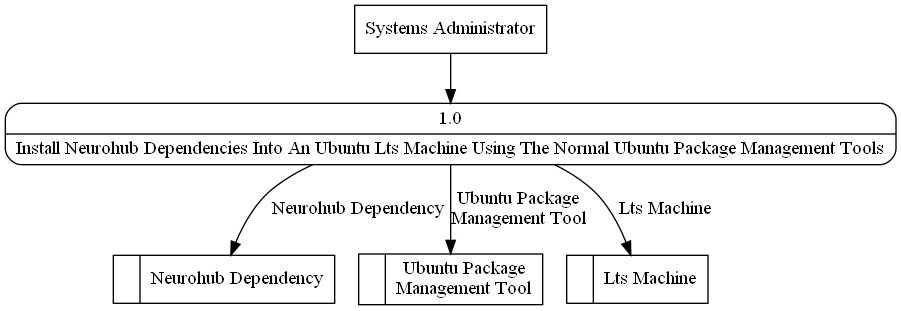 Systems Administrator
1.0
Install Neurohub Dependencies Into An Ubuntu Lts Machine Using The Normal Ubuntu Package Management Tools
Neurohub Dependency
Ubuntu Package
Management Tool
Lts Machine
Neurohub Dependency
Ubuntu Package
Management Tool
Lts Machine